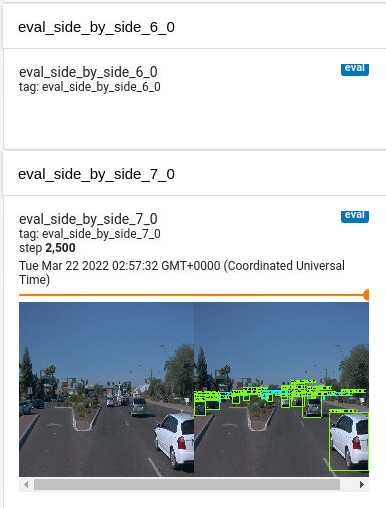 eval_side_by_side_6_0
eval_side_by_side_6_0
eval
tag: eval_side_by_side_6_0
eval_side_by_side_7_0
eval_side_by_side_7_0
eval
tag: eval_side_by_side_7_0
step 2,500
Tue Mar 22 2022 02:57:32 GMT+0000 (Coordinated Universal
Time)